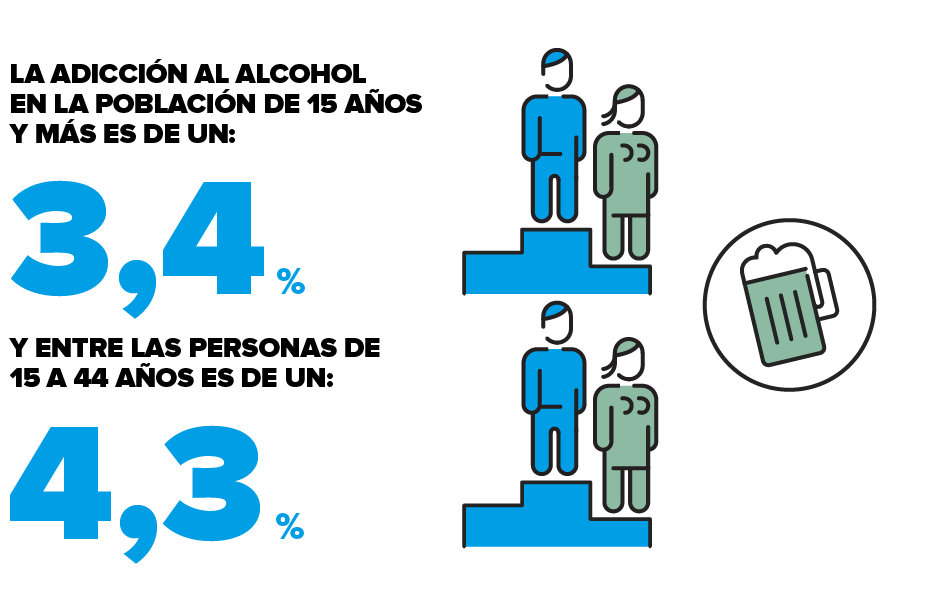 LA ADICCIÓN AL ALCOHOL
EN LA POBLACIÓN DE 15 AÑOS
Y MÁS ES DE UN:
3,4 %
Y ENTRE LAS PERSONAS DE
15 A 44 AÑOS ES DE UN:
4,3 %